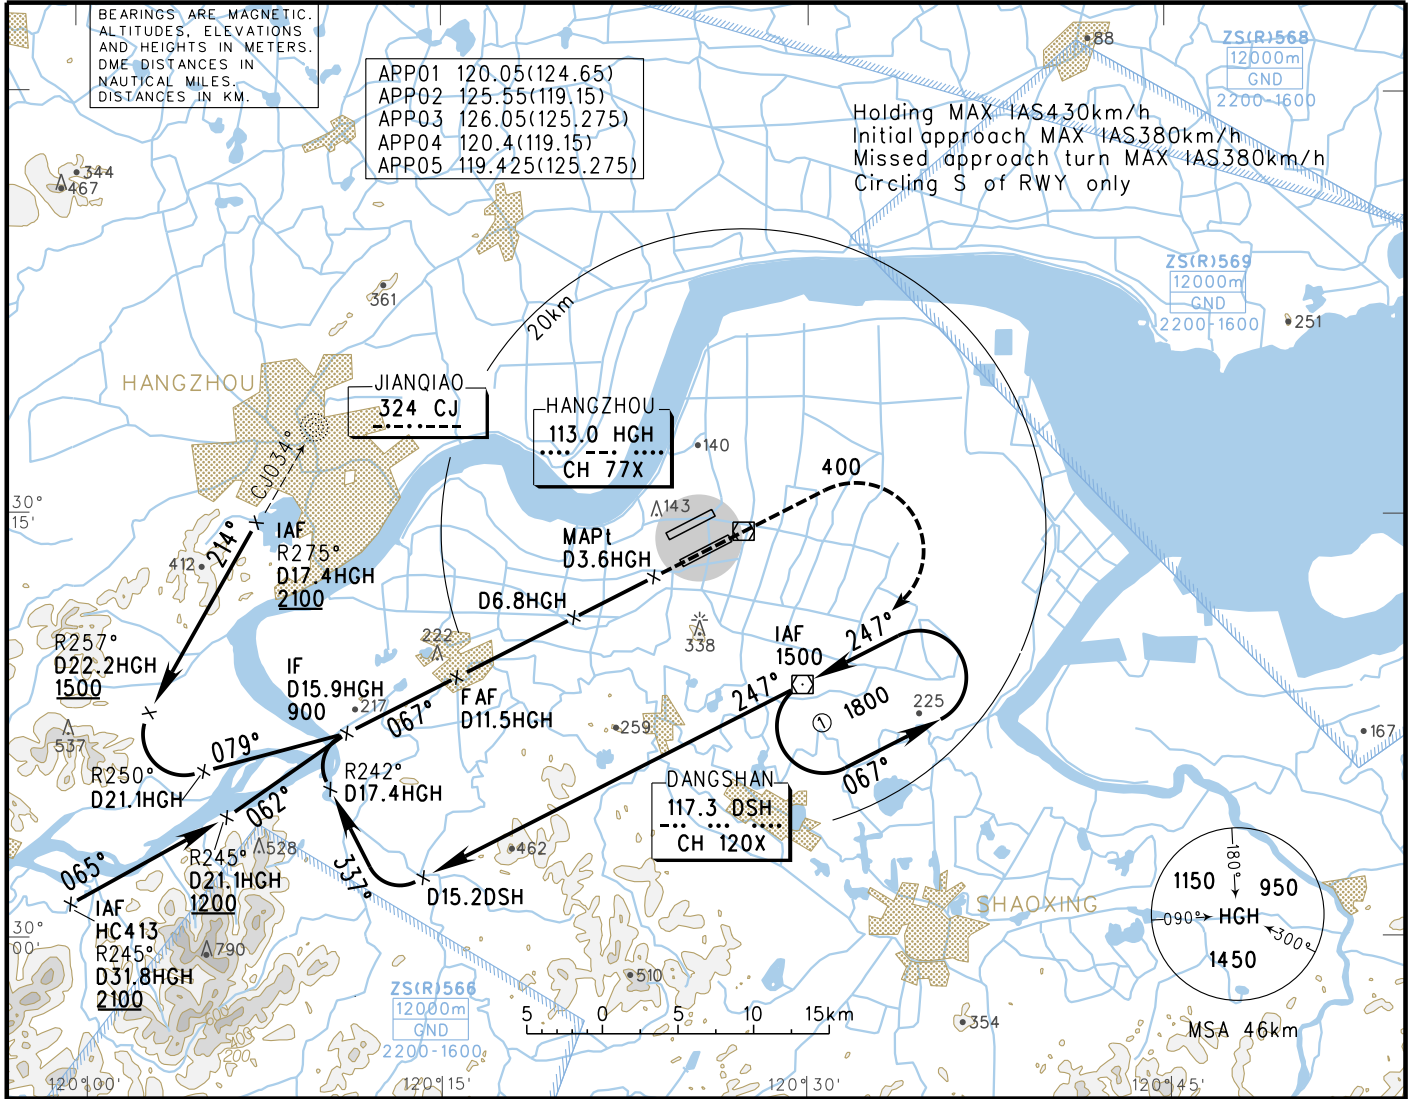 BEARINGS ARE MAGNETIC.
ALTITUDES, ELEVATIONS
AND HEIGHTS IN METERS.
DME DISTANCES IN
NAUTICAL MILES.
DISTANCES IN KM.
APP01 120.05(124.65)
APP02 125.55(119.15)
APP03 126.05(125.275)
APP04 120.4(119.15)
APP05 119.425(125.275)
88
ZS(R)568
12000m
GND
2200-1600
Holding MAX IAS430km/h
Initial approach MAX IAS380km/h
Missed approach turn MAX IAS380km/h
Circling S of RWY only
344
467
361
20km
ZS(R)569
12000m
GND
2200-1600
251
HANGZHOU
JIANQIAO
324 CJ
HANGZHOU
113.0 HGH
CH 77X
140
CJ034°
400
30°
15'
143
214°
IAF
R275°
D17.4HGH
2100
412
MAPt
D3.6HGH
D6.8HGH
R257°
D22.2HGH
1500
222
338
IAF
1500
247°
247°
IF
D15.9HGH
900
217
067°
FAF
D11.5HGH
259
① 1800
225
167
537
079°
R250°
D21.1HGH
R242°
D17.4HGH
067°
DANGSHAN
117.3 DSH
CH 120X
062°
528
462
065°
R245°
D21.1HGH
1200
337°
D15.2DSH
IAF
HC413
R245°
D31.8HGH
2100
30°
00'
790
SHAOXING
180°
1150
950
090°
HGH
300°
1450
MSA 46km
510
354
ZS(R)566
12000m
GND
2200-1600
5 0 5 10 15km
400
200
120°00'
120°15'
120°30'
120°45'